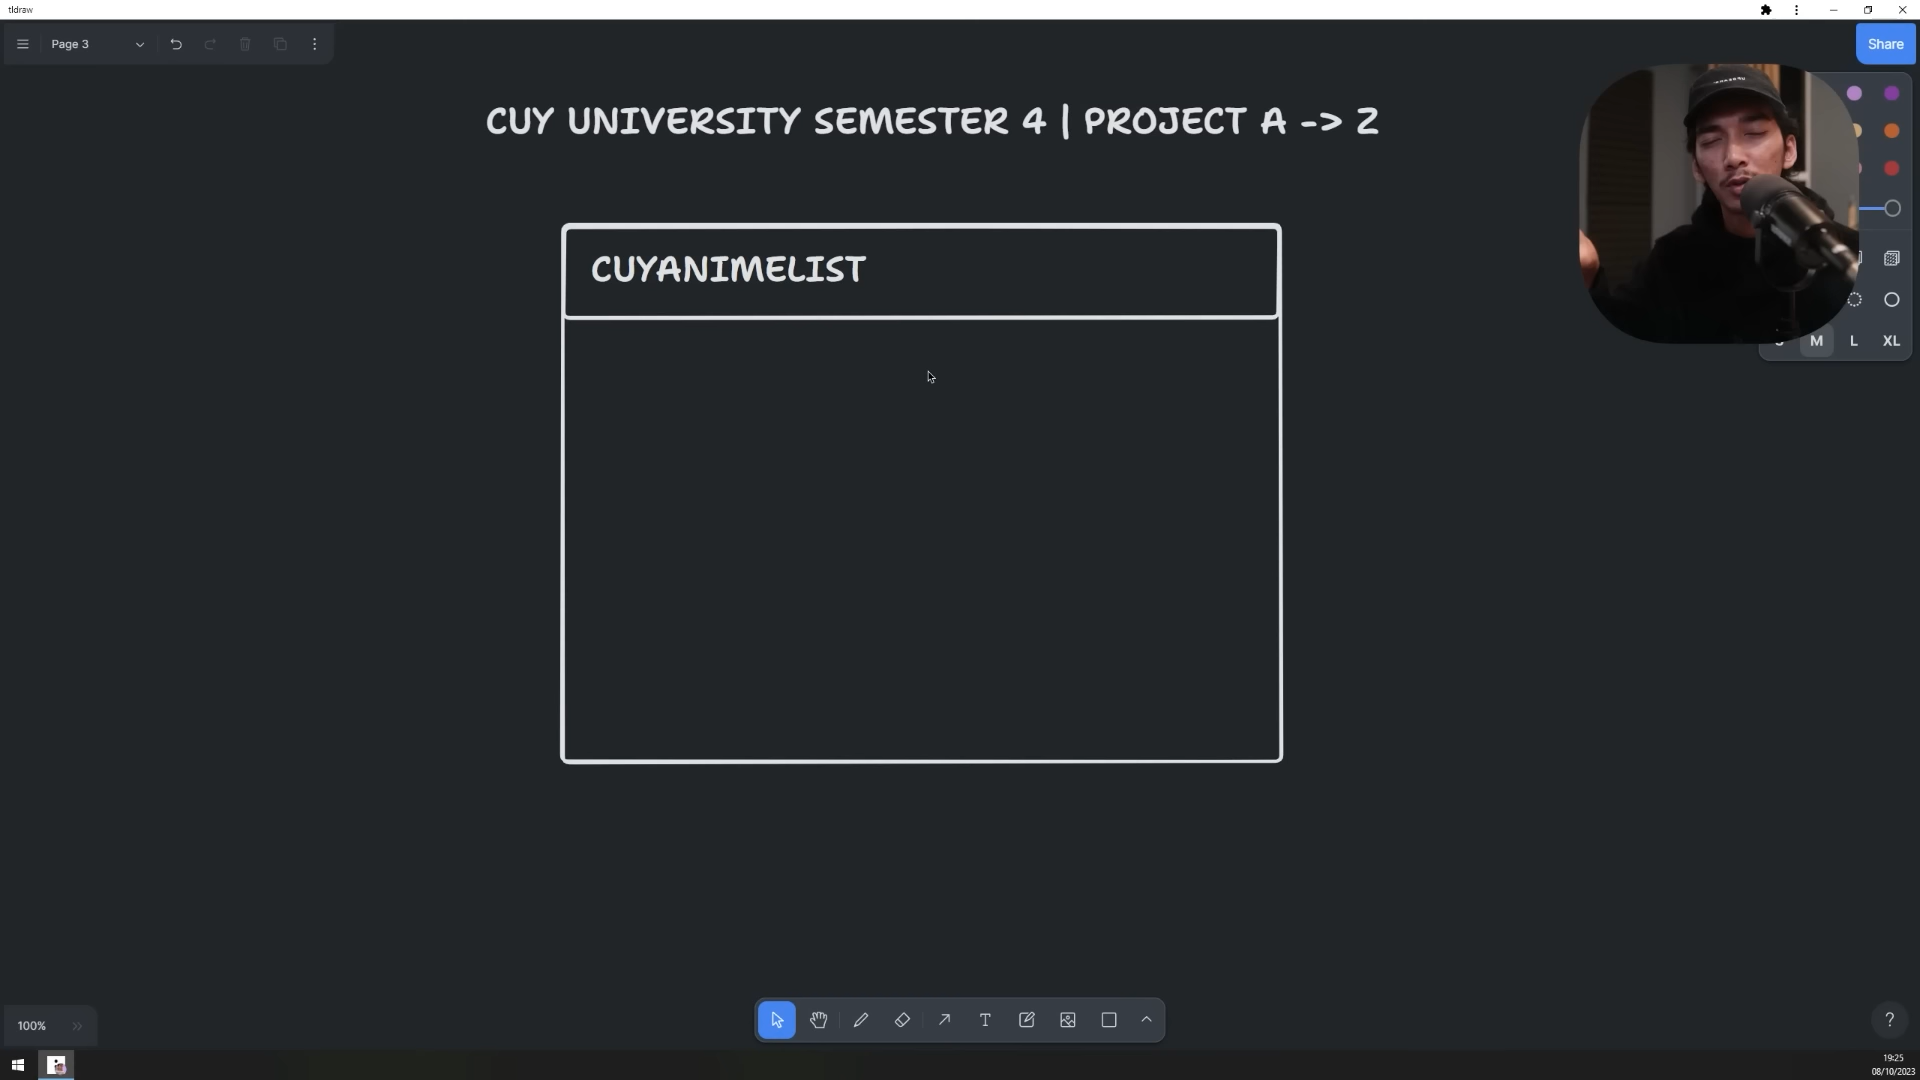 tldraw
Page 3
Share
CUY UNIVERSITY SEMESTER 4 | PROJECT A -> Z
CUYANIMELIST
M L XL
100%
?
19:25
08/10/2023